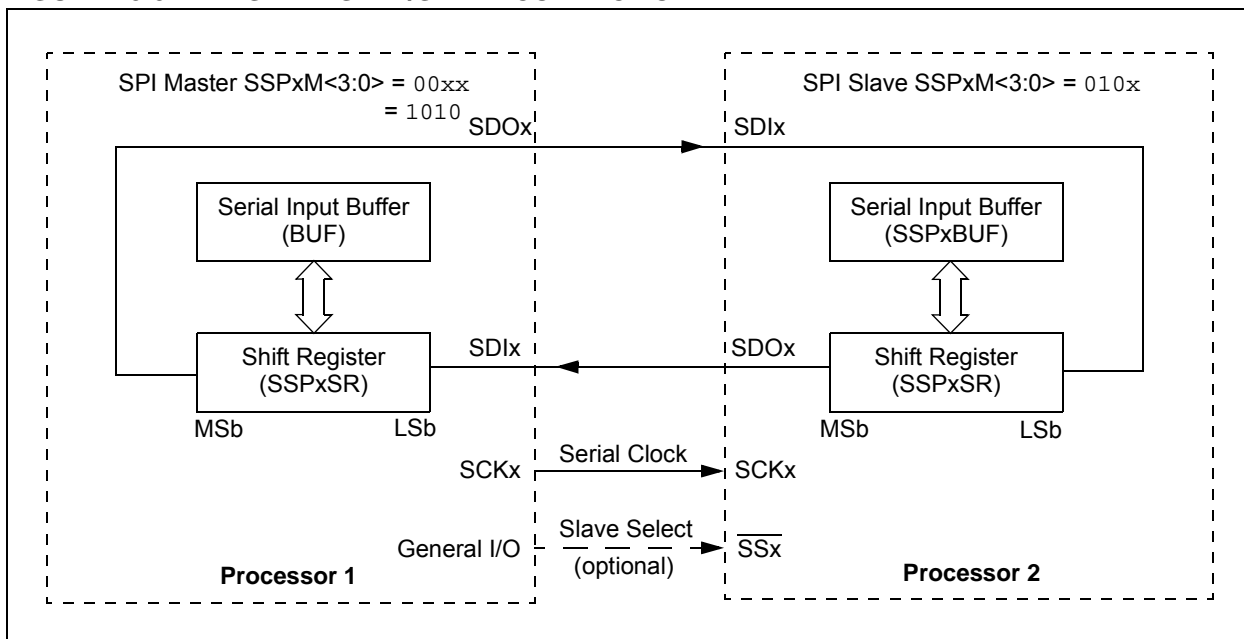 SPI Master SSPxM<3:0> = 00xx
= 1010
SDOx
Serial Input Buffer
(BUF)
Shift Register
(SSPxSR)
MSb
LSb
SDIx
SCKx
General I/O
Processor 1
Serial Clock
Slave Select
(optional)
SPI Slave SSPxM<3:0> = 010x
SDIx
Serial Input Buffer
(SSPxBUF)
SDOx
Shift Register
(SSPxSR)
MSb
LSb
SCKx
SSx
Processor 2